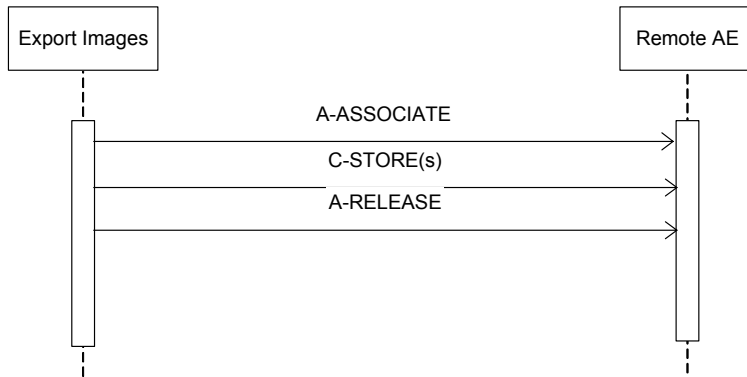 Export Images
Remote AE
A-ASSOCIATE
C-STORE(s)
A-RELEASE